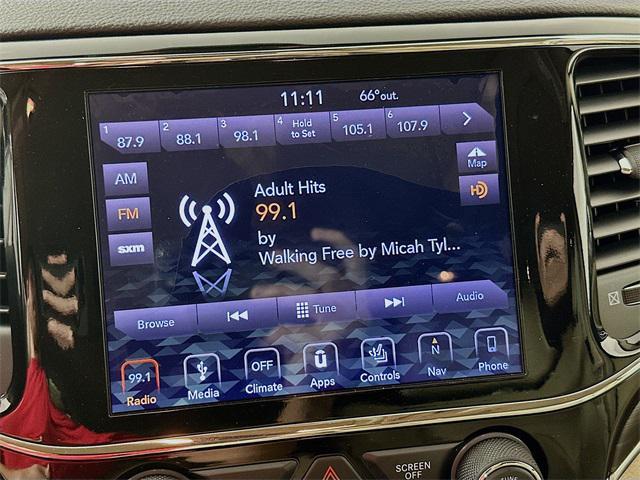 11:11 66° out.
1 87.9
2 88.1
3 98.1
4 Hold to Set
5 105.1
6 107.9
>
AM
FM
sxm
Map
HD
Adult Hits
99.1
by
Walking Free by Micah Tyl...
Browse
Tune
Audio
99.1
Radio
Media
OFF
Climate
Apps
Controls
N
Nav
Phone
SCREEN
OFF
TUNE